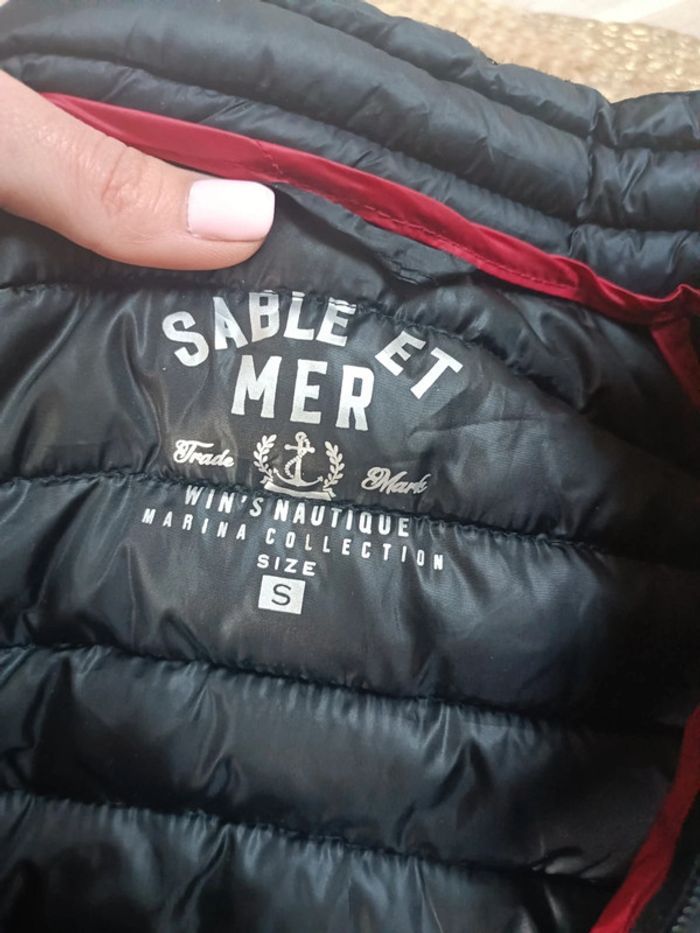 SABLE ET
MER
Trade Mark
WIN'S NAUTIQUE
MARINA COLLECTION
SIZE
S